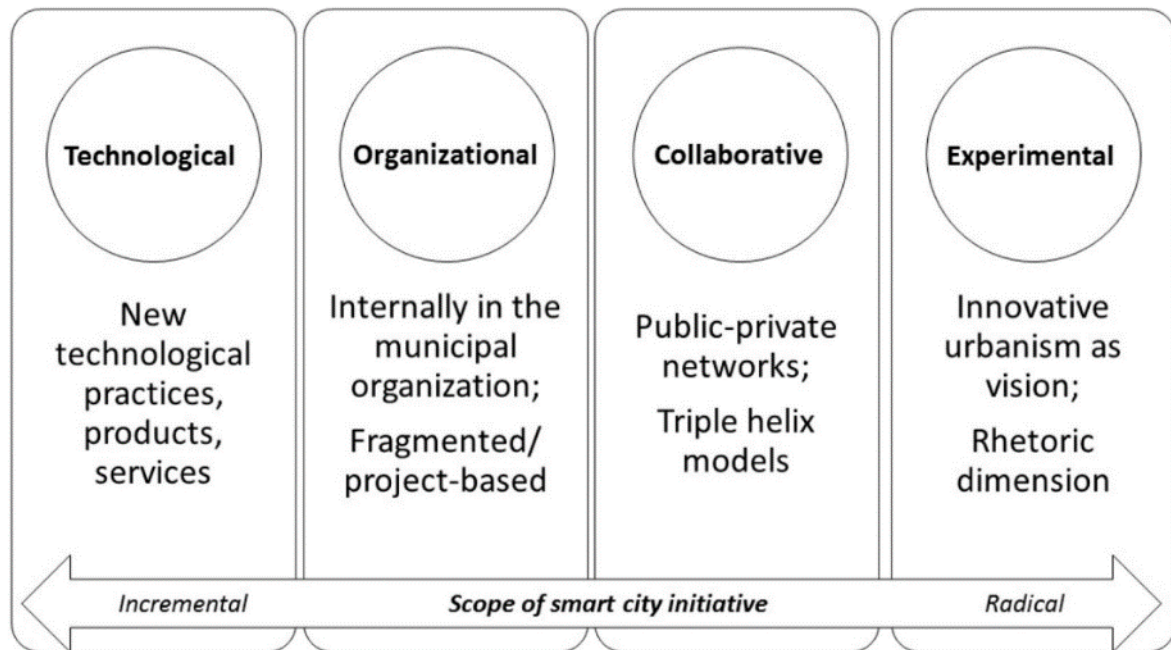 Technological
New
technological
practices,
products,
services
Organizational
Internally in the
municipal
organization;
Fragmented/
project-based
Collaborative
Public-private
networks;
Triple helix
models
Experimental
Innovative
urbanism as
vision;
Rhetoric
dimension
Incremental
Scope of smart city initiative
Radical